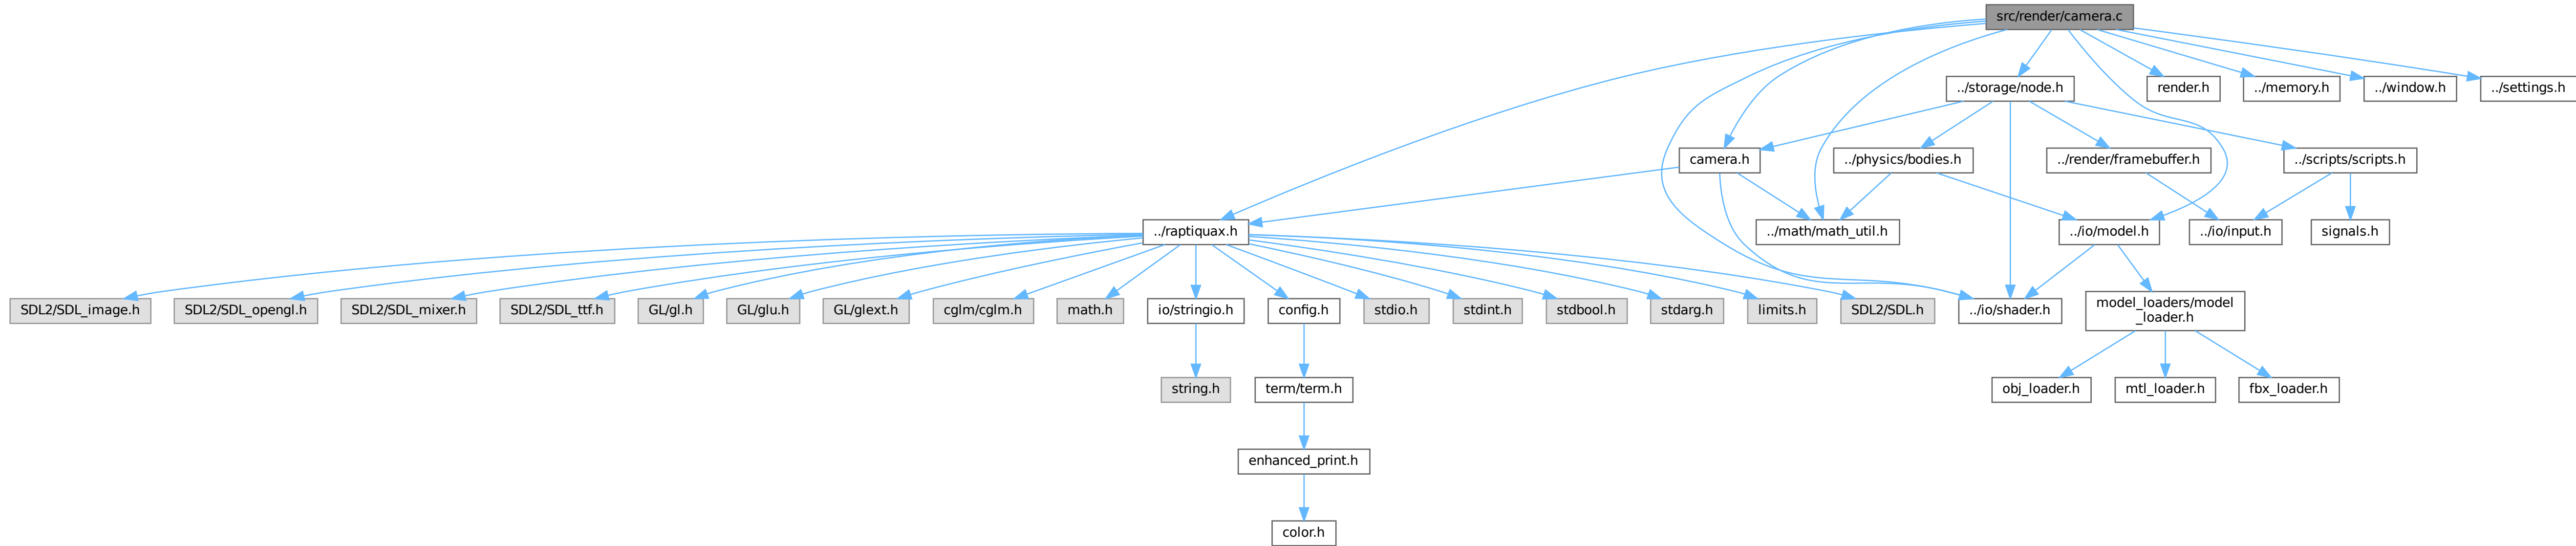 src/render/camera.c
../storage/node.h
render.h
../memory.h
../window.h
../settings.h
camera.h
../physics/bodies.h
../render/framebuffer.h
../scripts/scripts.h
../raptiquax.h
../math/math_util.h
../io/model.h
../io/input.h
signals.h
SDL2/SDL_image.h
SDL2/SDL_opengl.h
SDL2/SDL_mixer.h
SDL2/SDL_ttf.h
GL/gl.h
GL/glu.h
GL/glext.h
cglm/cglm.h
math.h
io/stringio.h
config.h
stdio.h
stdint.h
stdbool.h
stdarg.h
limits.h
SDL2/SDL.h
../io/shader.h
model_loaders/model
_loader.h
string.h
term/term.h
obj_loader.h
mtl_loader.h
fbx_loader.h
enhanced_print.h
color.h